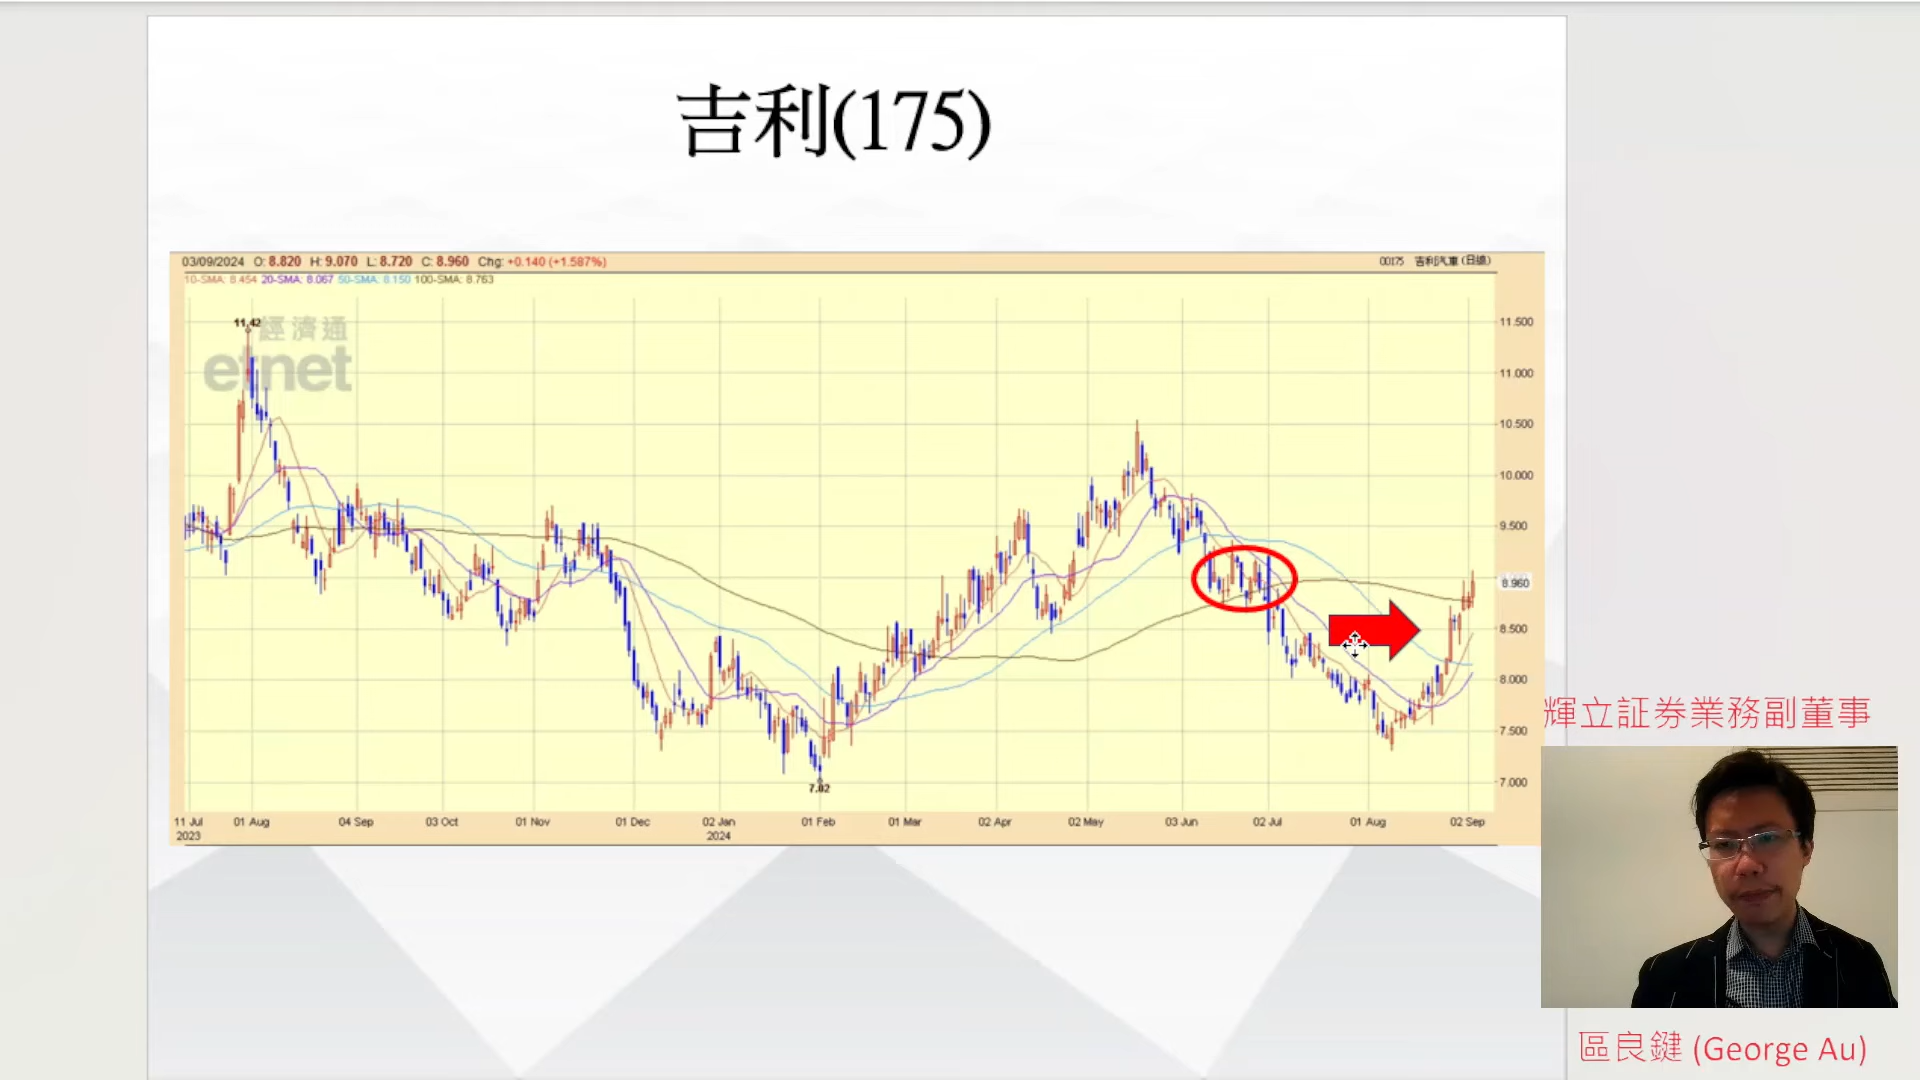 吉利(175)
03/09/2024 O: 8.820 H: 9.070 L: 8.720 C: 8.960 Chg: +0.140 (+1.587%) 00175 吉利汽車 (日線)
10-SMA: 8.454 20-SMA: 8.067 50-SMA: 8.150 100-SMA: 8.763
11.42
經濟通
etnet
11.500
11.000
10.500
10.000
9.500
8.960
8.500
8.000
7.500
7.000
7.02
11 Jul 01 Aug 04 Sep 03 Oct 01 Nov 01 Dec 02 Jan 01 Feb 01 Mar 02 Apr 02 May 03 Jun 02 Jul 01 Aug 02 Sep
2023 2024
輝立証券業務副董事
區良鍵 (George Au)